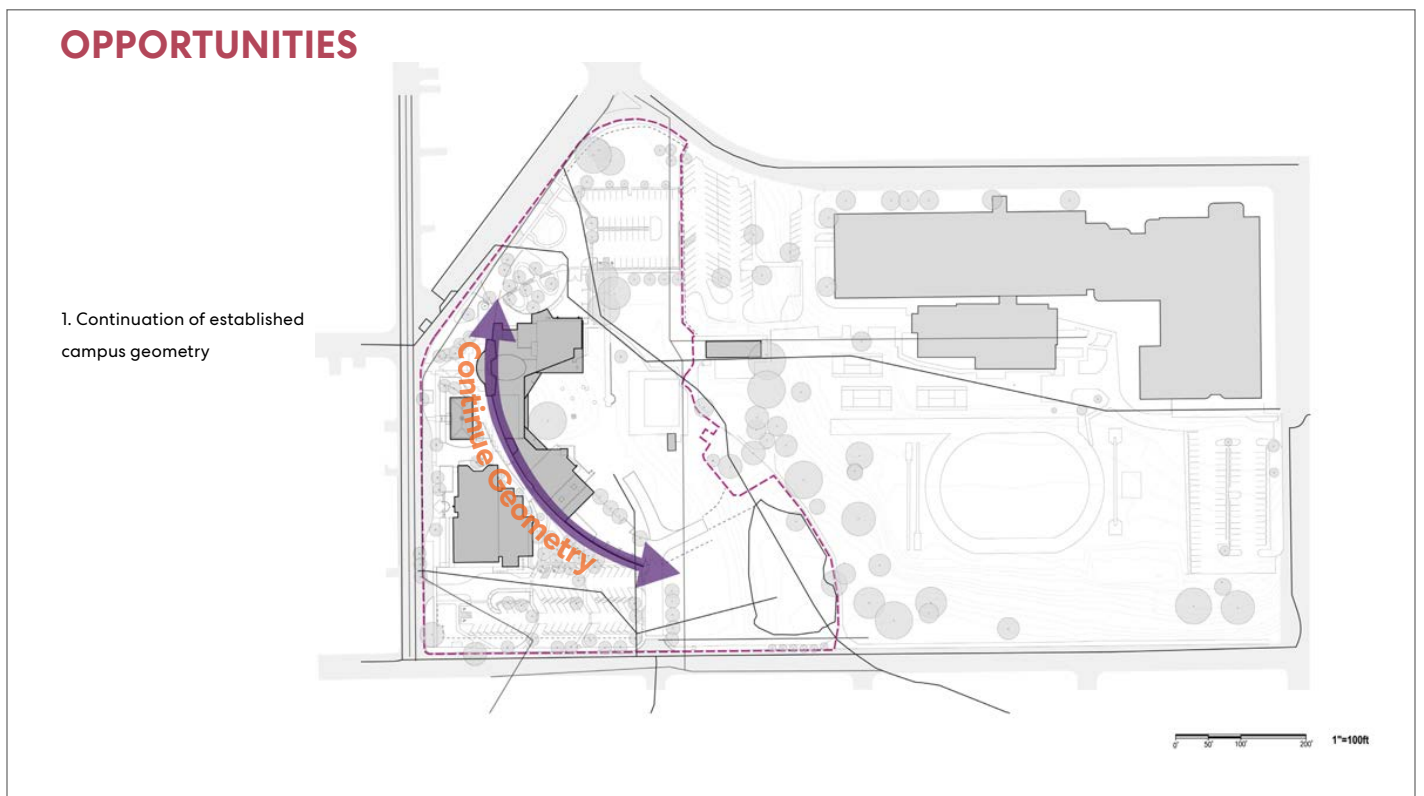 OPPORTUNITIES
1. Continuation of established
campus geometry
Continue Geometry
0' 50' 100' 200' 1"=100ft